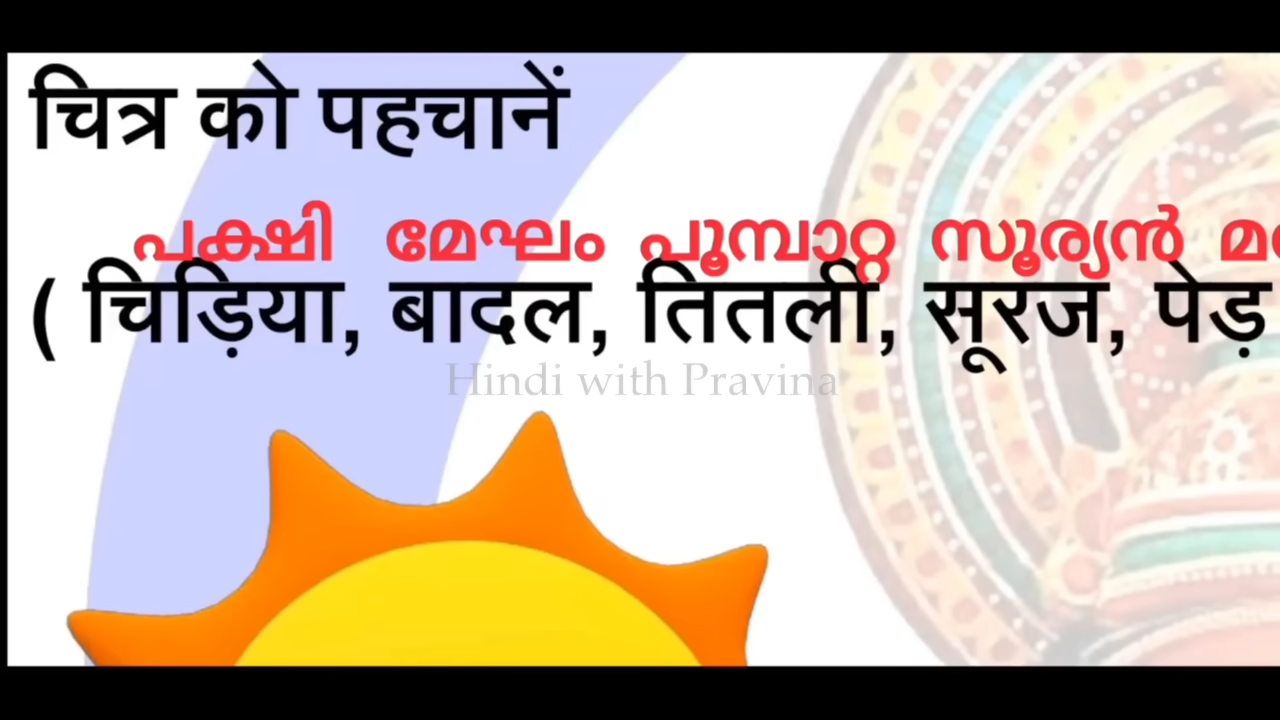 चित्र को पहचानें
പക്ഷി മേഘം പൂമ്പാറ്റ സൂര്യൻ
( चिड़िया, बादल, तितली, सूरज, पेड़
Hindi with Pravina